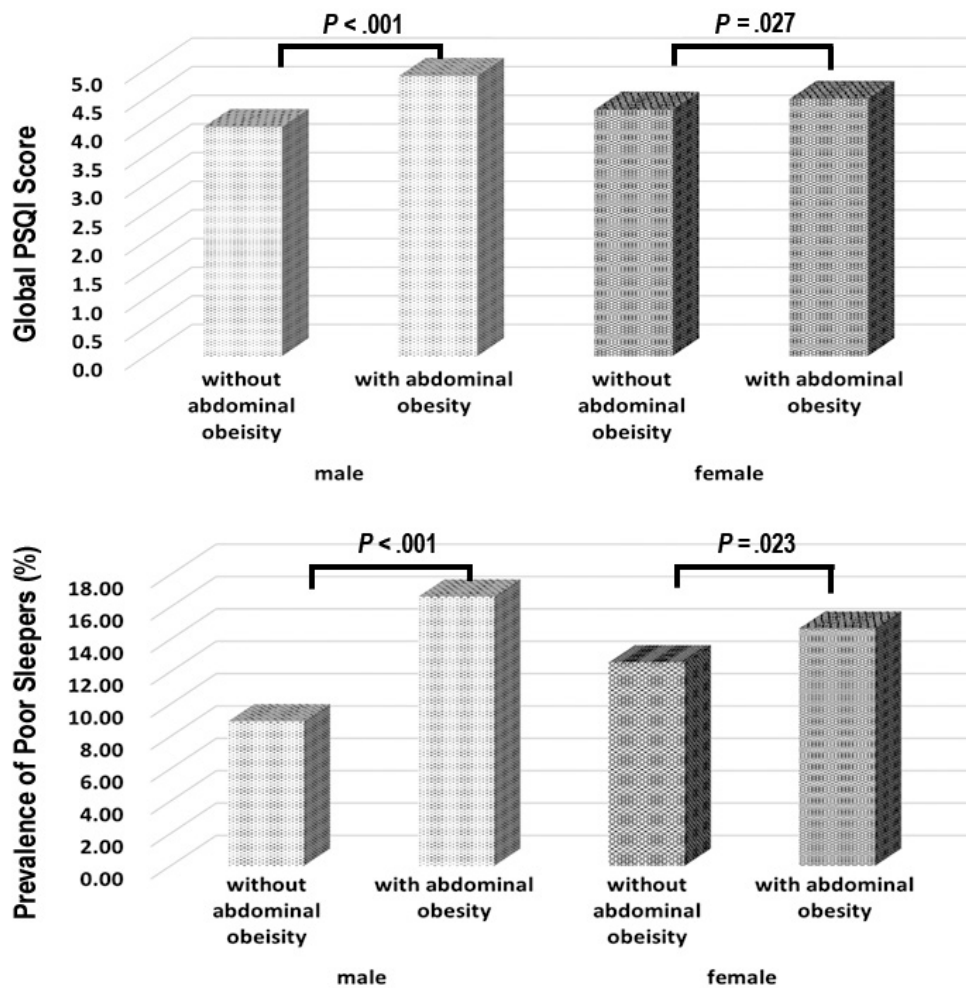 P < .001
P = .027
Global PSQI Score
5.0
4.5
4.0
3.5
3.0
2.5
2.0
1.5
1.0
0.5
0.0
without
abdominal
obeisity
with abdominal
obesity
without
abdominal
obeisity
with abdominal
obesity
male
female
P < .001
P = .023
Prevalence of Poor Sleepers (%)
18.00
16.00
14.00
12.00
10.00
8.00
6.00
4.00
2.00
0.00
without
abdominal
obeisity
with abdominal
obesity
without
abdominal
obeisity
with abdominal
obesity
male
female